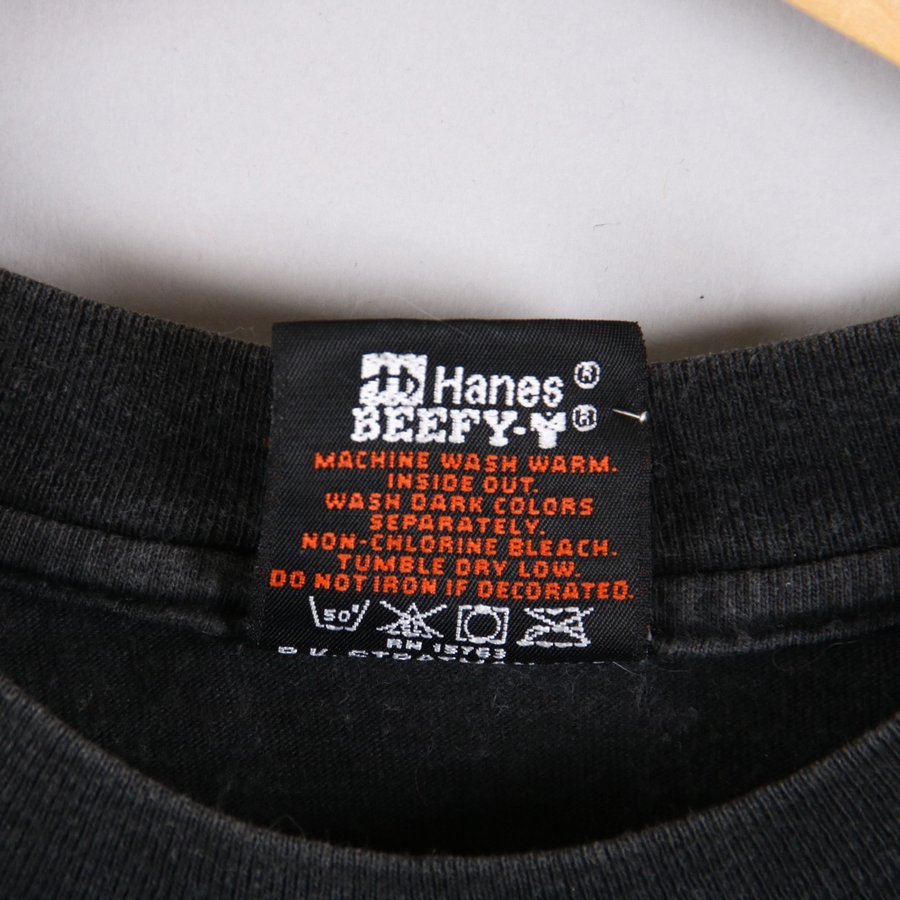 Hanes ®
BEEFY-T ®
MACHINE WASH WARM.
INSIDE OUT.
WASH DARK COLORS
SEPARATELY.
NON-CHLORINE BLEACH.
TUMBLE DRY LOW.
DO NOT IRON IF DECORATED.
50°
RN 15763